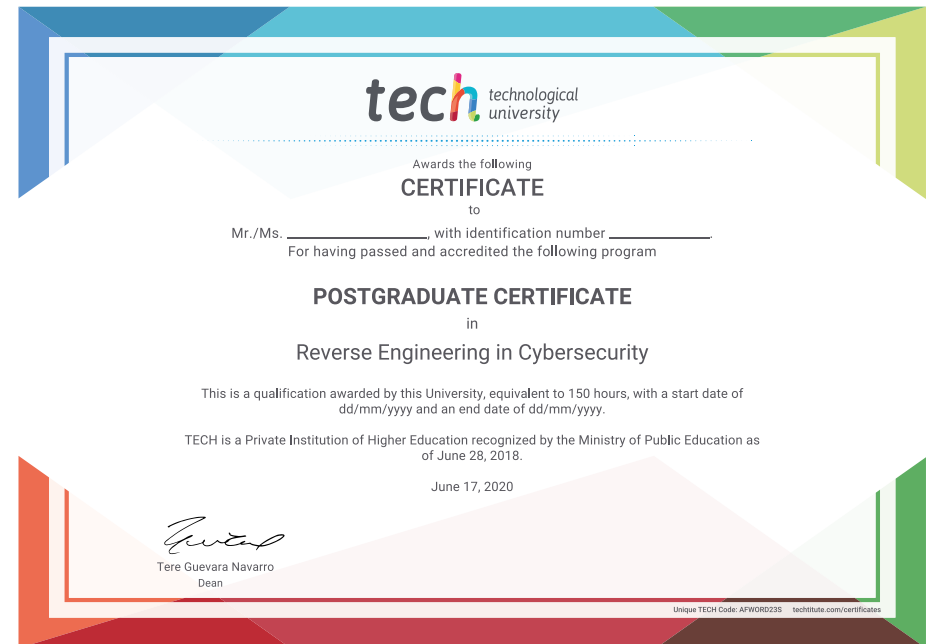 tech technological
university
Awards the following
CERTIFICATE
to
Mr./Ms. ____________________, with identification number ______________.
For having passed and accredited the following program
POSTGRADUATE CERTIFICATE
in
Reverse Engineering in Cybersecurity
This is a qualification awarded by this University, equivalent to 150 hours, with a start date of
dd/mm/yyyy and an end date of dd/mm/yyyy.
TECH is a Private Institution of Higher Education recognized by the Ministry of Public Education as
of June 28, 2018.
June 17, 2020
Tere Guevara Navarro
Dean
Unique TECH Code: AFWORD23S techtitute.com/certificates